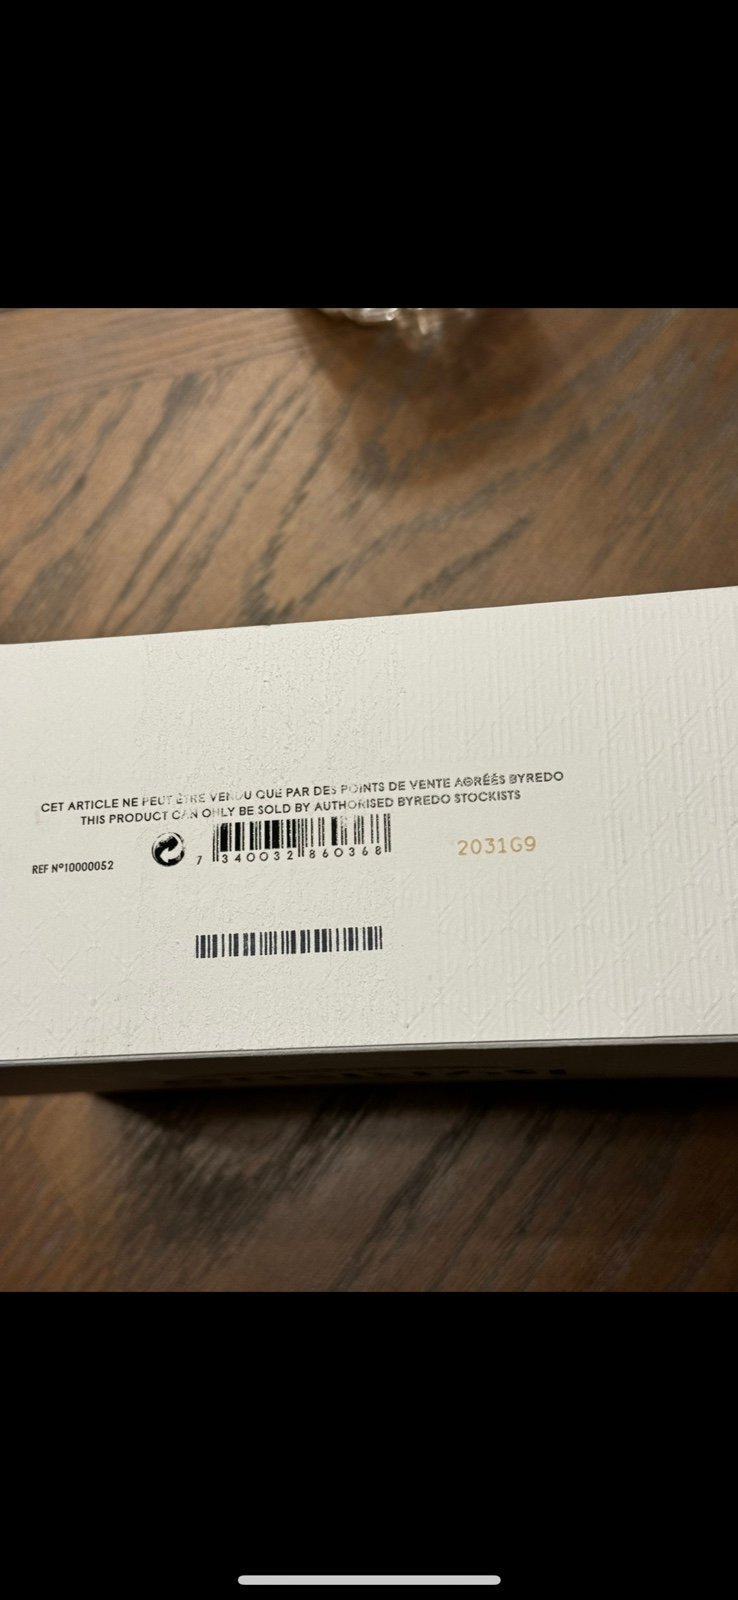 CET ARTICLE NE PEUT ÊTRE VENDU QUE PAR DES POINTS DE VENTE AGRÉÉS BYREDO
THIS PRODUCT CAN ONLY BE SOLD BY AUTHORISED BYREDO STOCKISTS
REF Nº10000052
7 340032 860368
2031G9